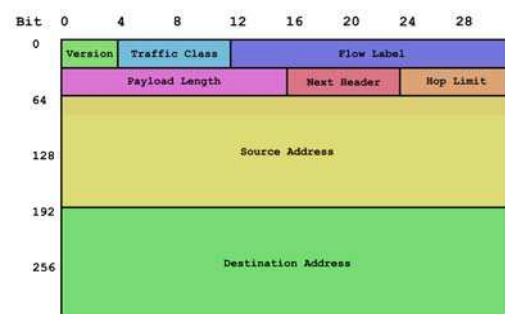 Bit 0 4 8 12 16 20 24 28
0 Version Traffic Class Flow Label
Payload Length Next Header Hop Limit
64
128 Source Address
192
256 Destination Address